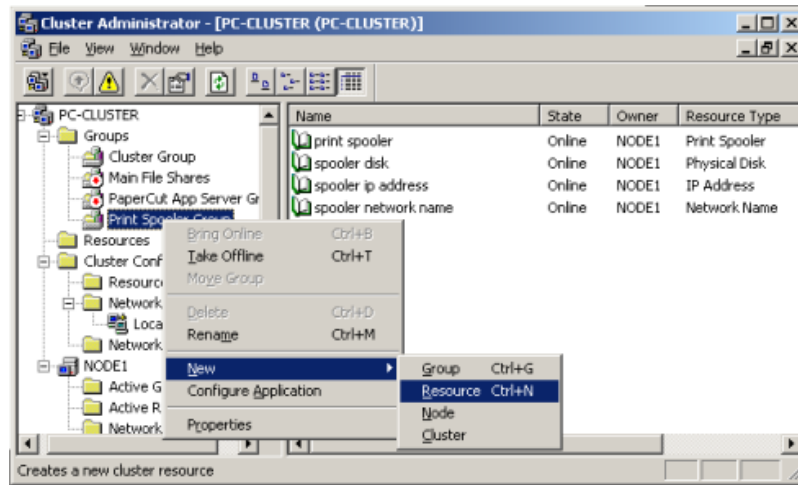 Cluster Administrator - [PC-CLUSTER (PC-CLUSTER)]
File View Window Help
PC-CLUSTER
Groups
Cluster Group
Main File Shares
PaperCut App Server Gr
Print Spooler Group
Resources
Cluster Conf
Resourc
Network
Loca
Network
NODE1
Active G
Active R
Network
Name State Owner Resource Type
print spooler Online NODE1 Print Spooler
spooler disk Online NODE1 Physical Disk
spooler ip address Online NODE1 IP Address
spooler network name Online NODE1 Network Name
Bring Online Ctrl+B
Take Offline Ctrl+T
Move Group
Delete Ctrl+D
Rename Ctrl+M
New
Configure Application
Properties
Group Ctrl+G
Resource Ctrl+N
Node
Cluster
Creates a new cluster resource